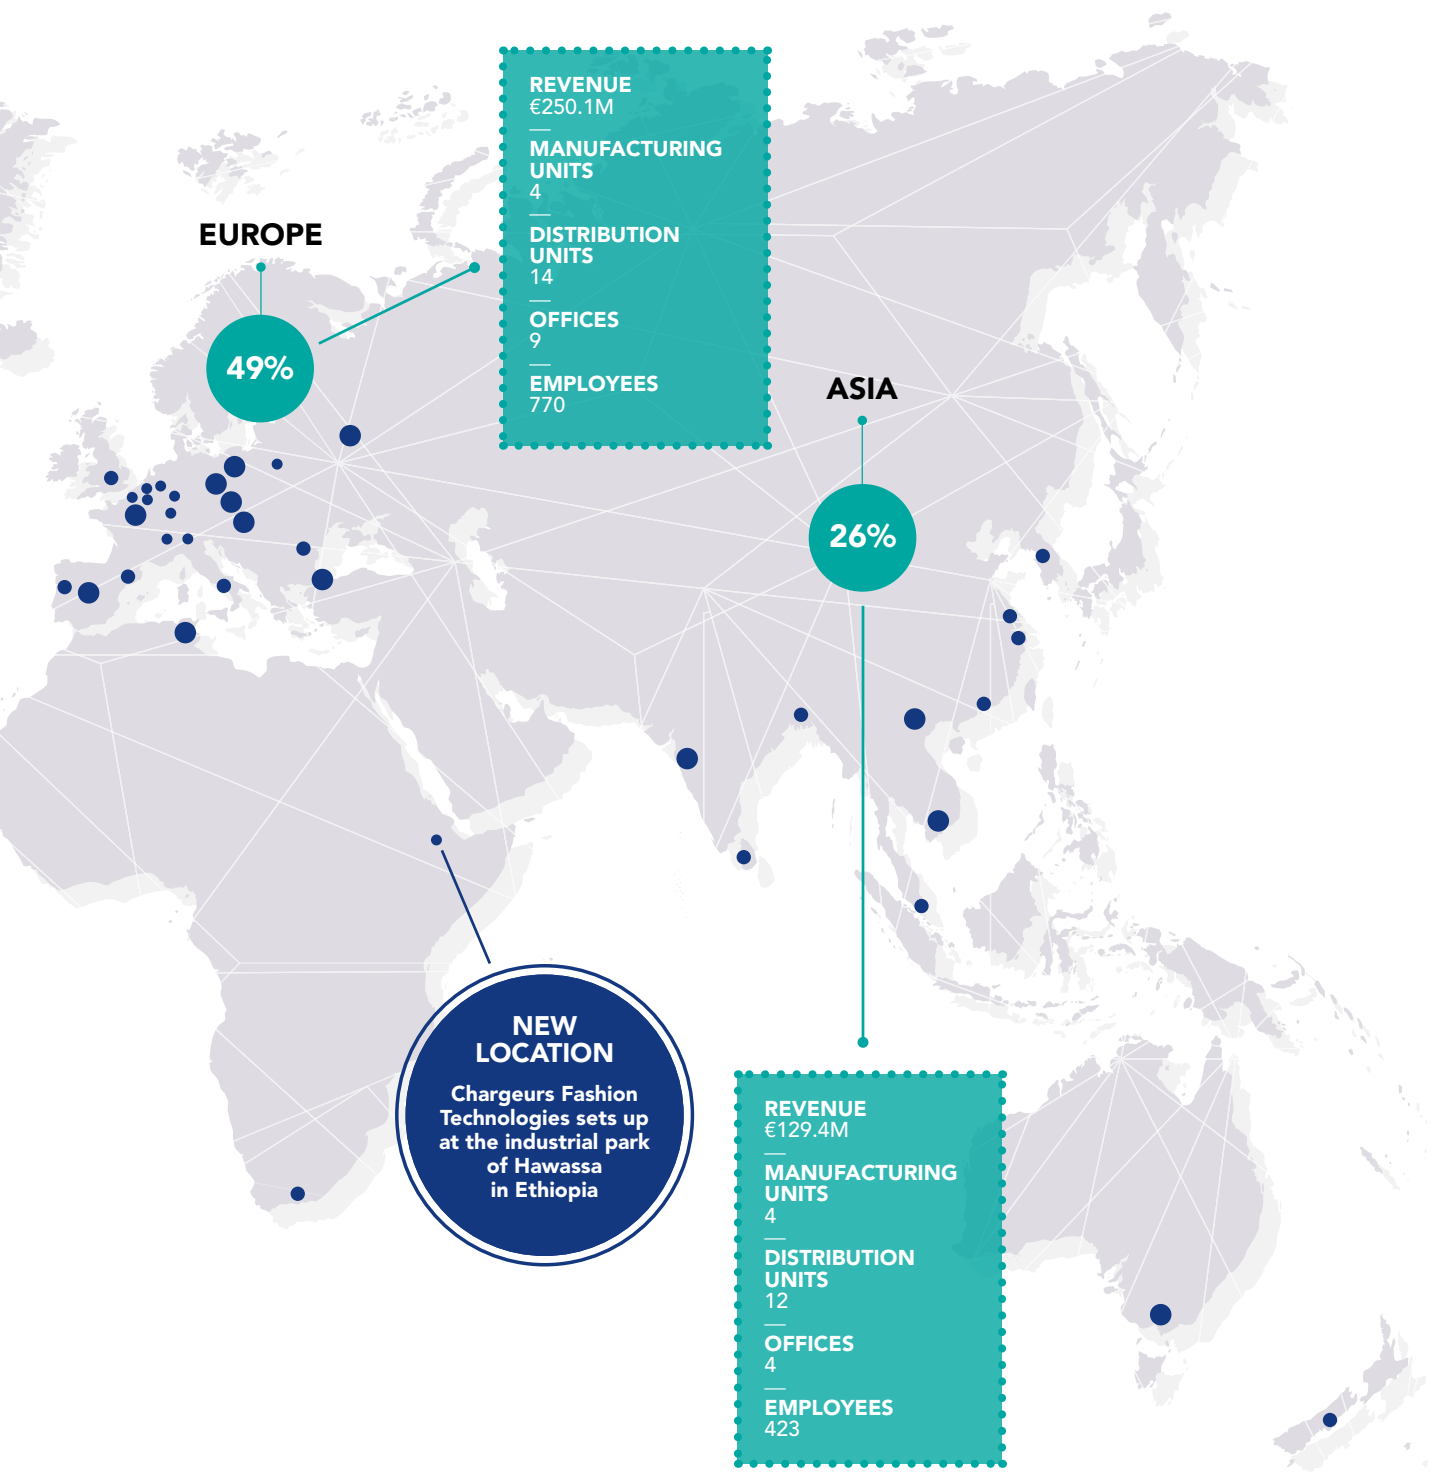 EUROPE
49%
REVENUE
€250.1M
—
MANUFACTURING
UNITS
4
—
DISTRIBUTION
UNITS
14
—
OFFICES
9
—
EMPLOYEES
770
ASIA
26%
NEW
LOCATION
Chargeurs Fashion
Technologies sets up
at the industrial park
of Hawassa
in Ethiopia
REVENUE
€129.4M
—
MANUFACTURING
UNITS
4
—
DISTRIBUTION
UNITS
12
—
OFFICES
4
—
EMPLOYEES
423